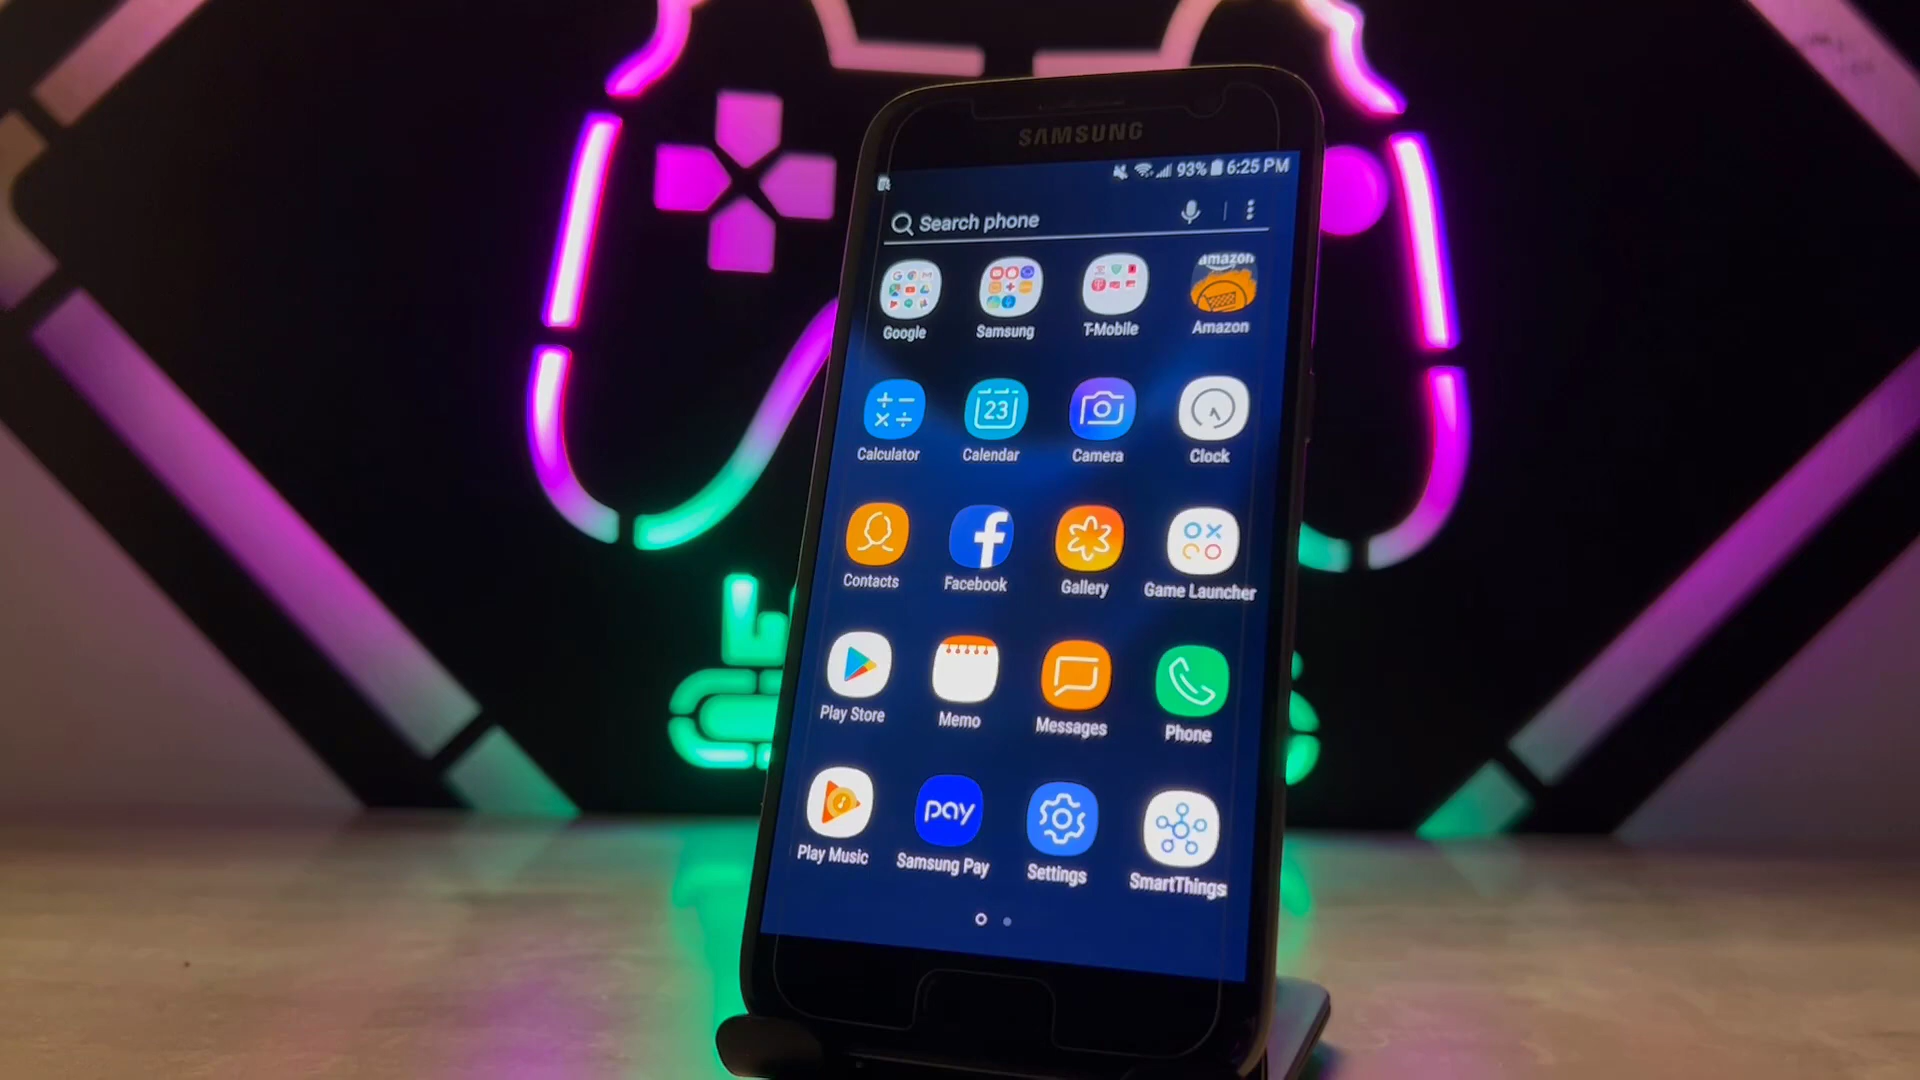 SAMSUNG
93% 6:25 PM
Search phone
amazon
Google Samsung T-Mobile Amazon
23
Calculator Calendar Camera Clock
Contacts Facebook Gallery Game Launcher
Play Store Memo Messages Phone
pay
Play Music Samsung Pay Settings SmartThings